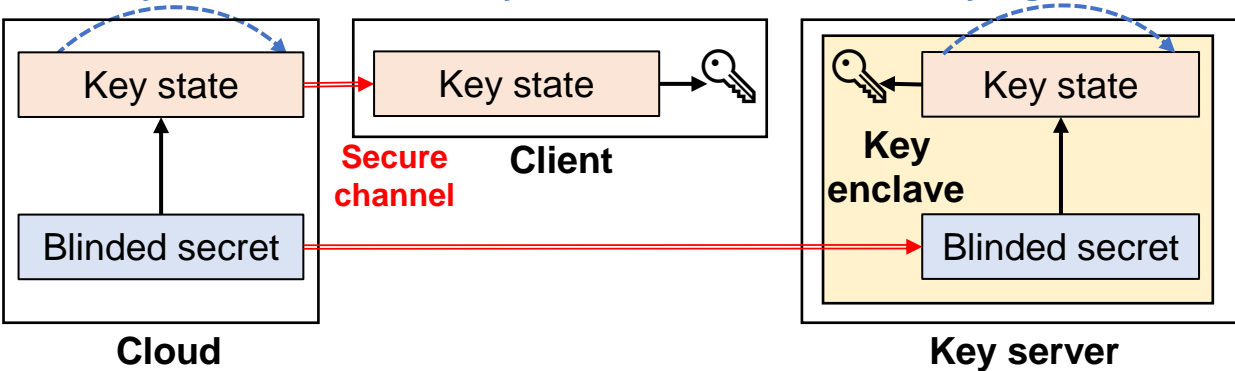 Key state
Key state
Key state
Key
enclave
Secure
channel
Client
Blinded secret
Blinded secret
Cloud
Key server